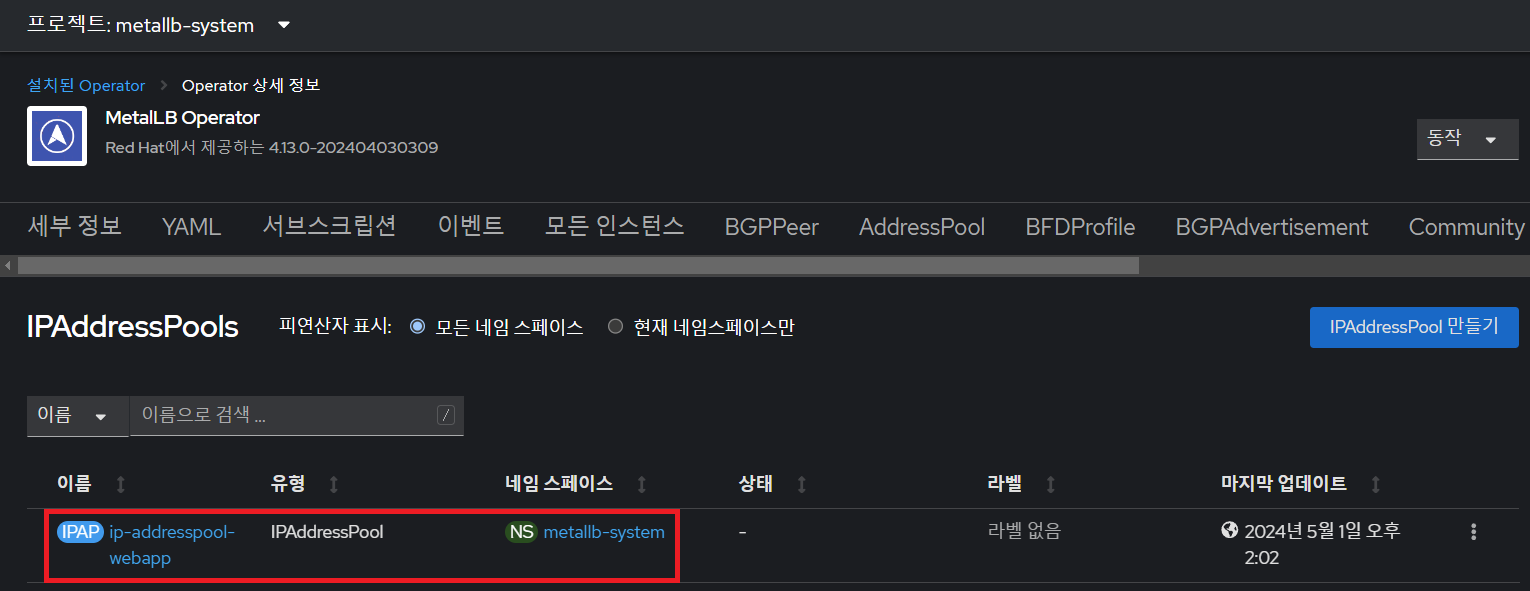 프로젝트: metallb-system
설치된 Operator > Operator 상세 정보
MetalLB Operator
Red Hat에서 제공하는 4.13.0-202404030309
동작
세부 정보 YAML 서브스크립션 이벤트 모든 인스턴스 BGPPeer AddressPool BFDProfile BGPAdvertisement Community
IPAddressPools 피연산자 표시: 모든 네임 스페이스 현재 네임스페이스만 IPAddressPool 만들기
이름 이름으로 검색 ... /
이름 유형 네임 스페이스 상태 라벨 마지막 업데이트
IPAP ip-addresspool- IPAddressPool NS metallb-system - 라벨 없음 2024년 5월 1일 오후
webapp 2:02